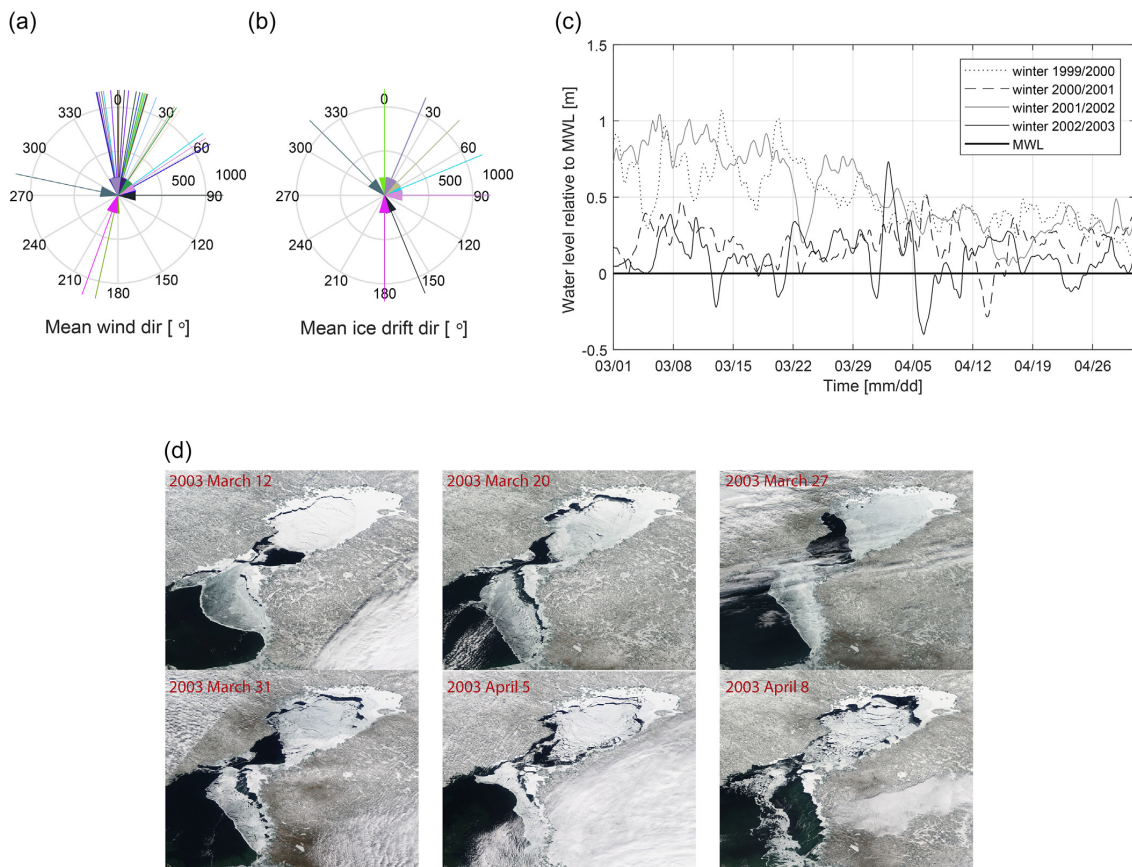 (a)
0
30
60
90
120
150
180
210
240
270
300
330
500
1000
Mean wind dir [ °]
(b)
0
30
60
90
120
150
180
210
240
270
300
330
500
1000
Mean ice drift dir [ °]
(c)
Water level relative to MWL [m]
1.5
1
0.5
0
-0.5
03/01 03/08 03/15 03/22 03/29 04/05 04/12 04/19 04/26
Time [mm/dd]
winter 1999/2000
winter 2000/2001
winter 2001/2002
winter 2002/2003
MWL
(d)
2003 March 12
2003 March 20
2003 March 27
2003 March 31
2003 April 5
2003 April 8